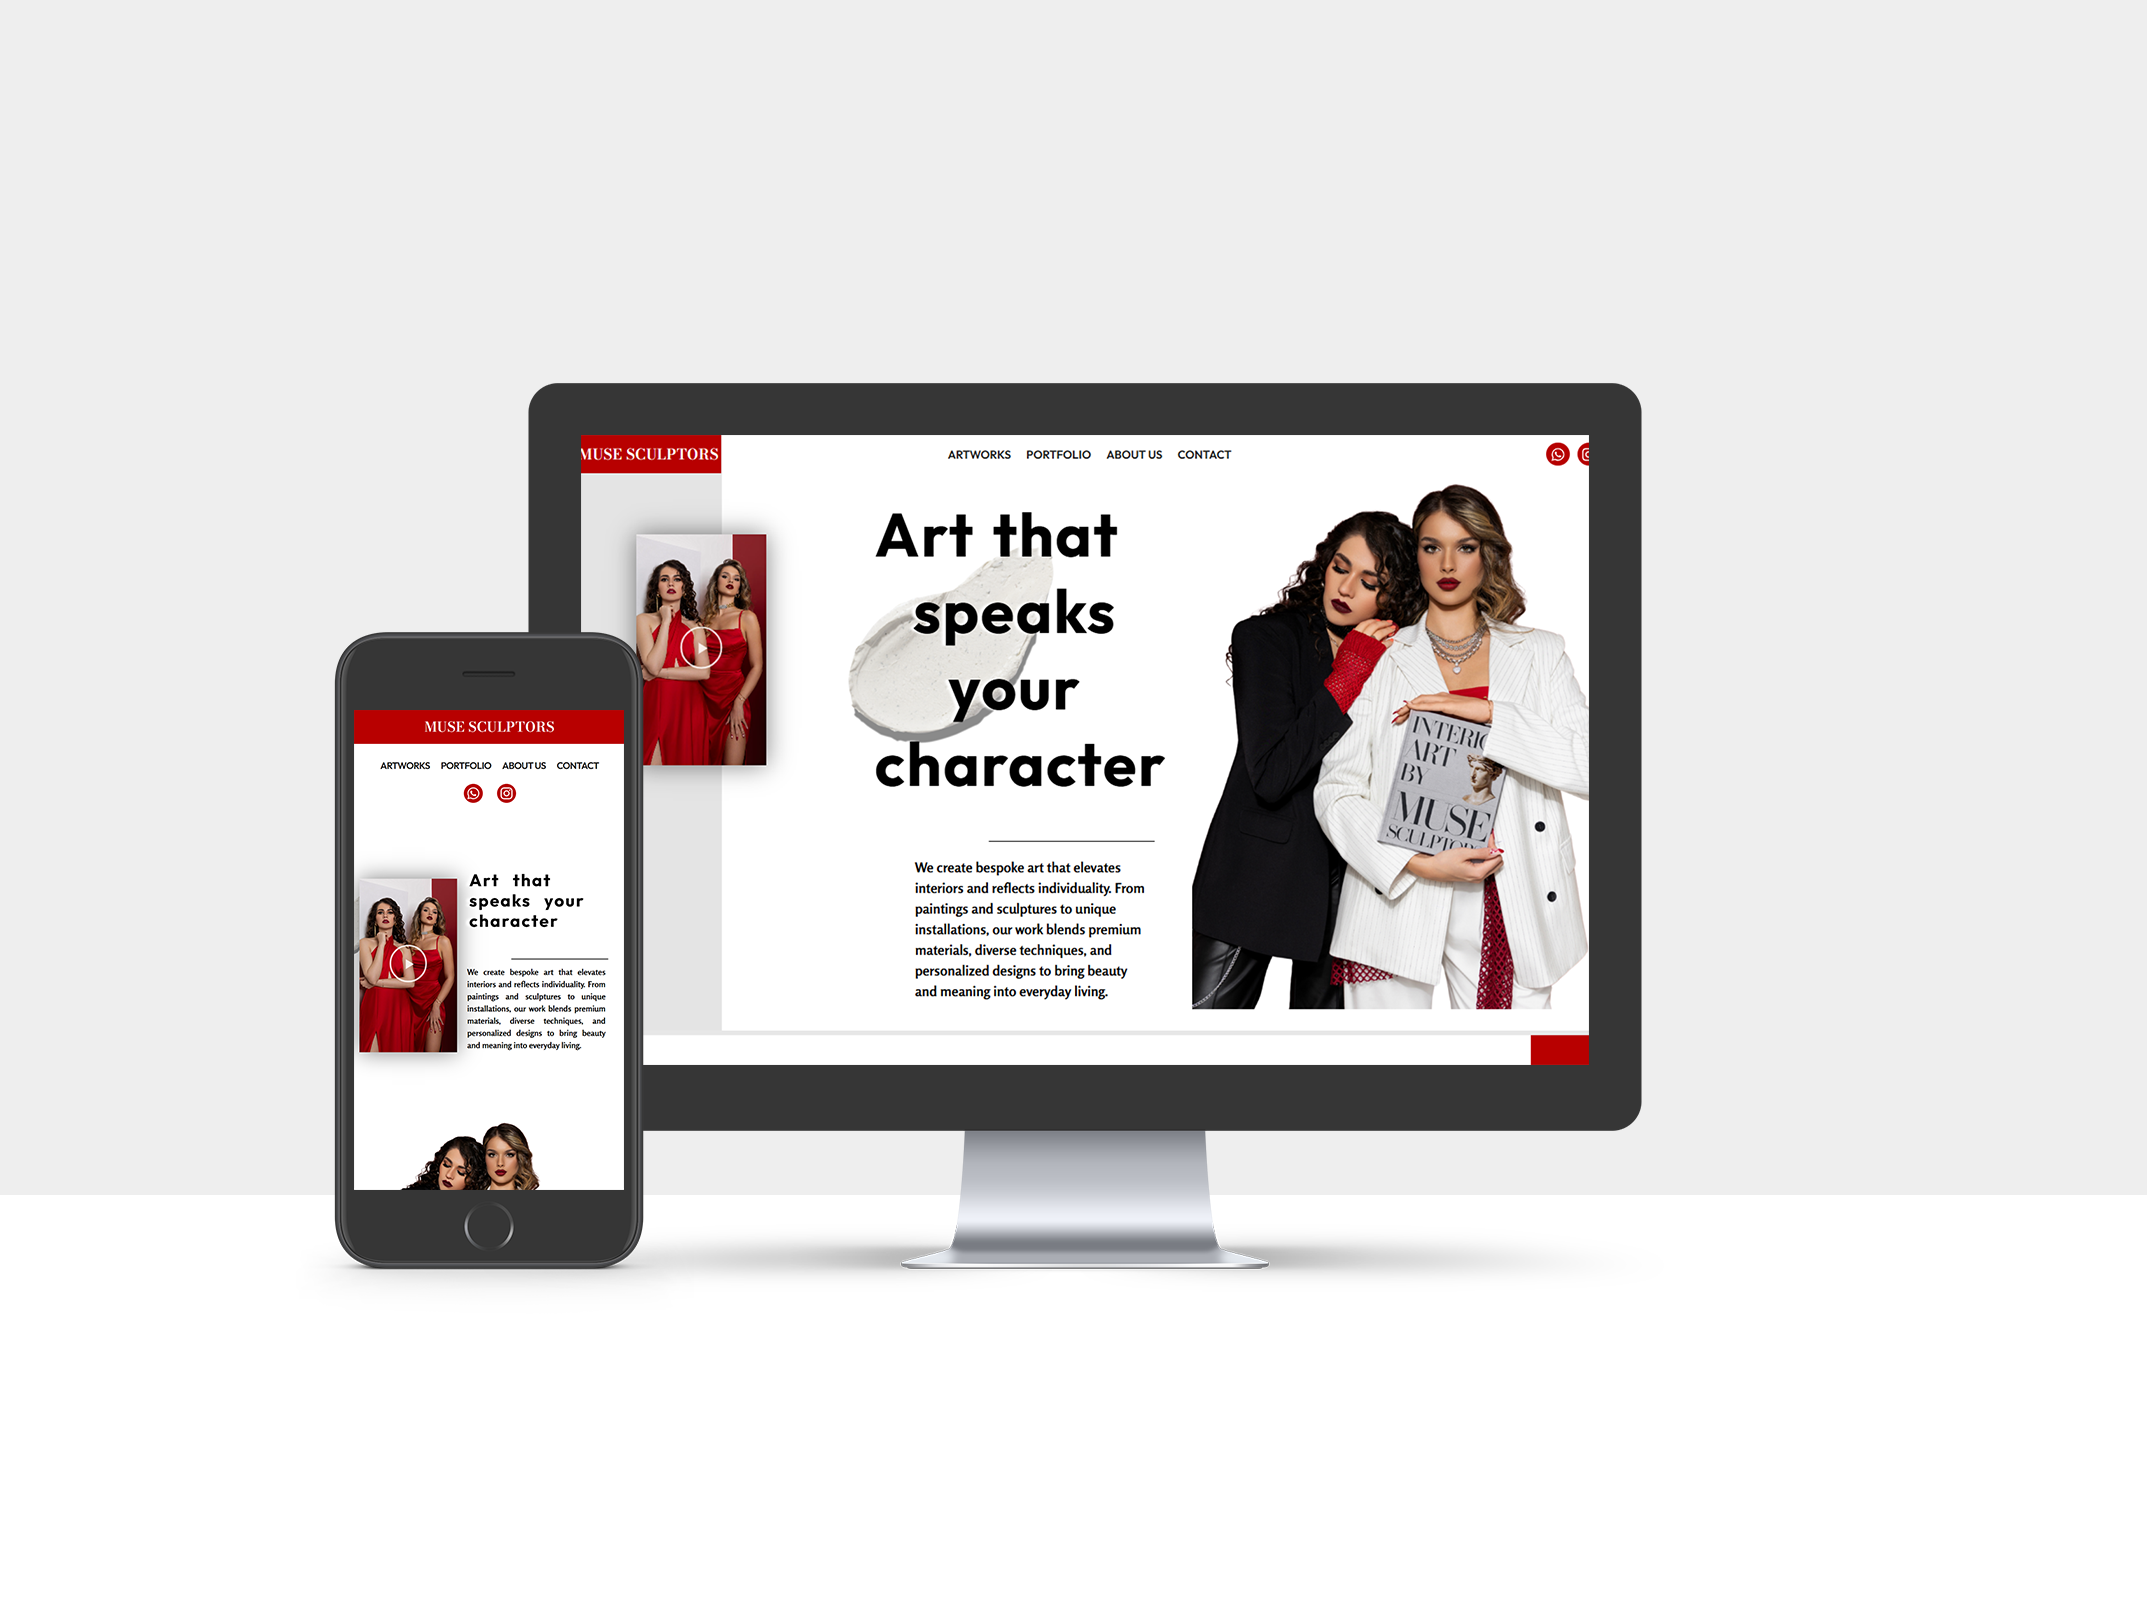 MUSE SCULPTORS
ARTWORKS PORTFOLIO ABOUT US CONTACT
Art that
speaks
your
character
We create bespoke art that elevates
interiors and reflects individuality. From
paintings and sculptures to unique
installations, our work blends premium
materials, diverse techniques, and
personalized designs to bring beauty
and meaning into everyday living.
INTERIO
ART
BY
MUSE
SCULPTOR
MUSE SCULPTORS
ARTWORKS PORTFOLIO ABOUT US CONTACT
Art that
speaks your
character
We create bespoke art that elevates
interiors and reflects individuality. From
paintings and sculptures to unique
installations, our work blends premium
materials, diverse techniques, and
personalized designs to bring beauty
and meaning into everyday living.